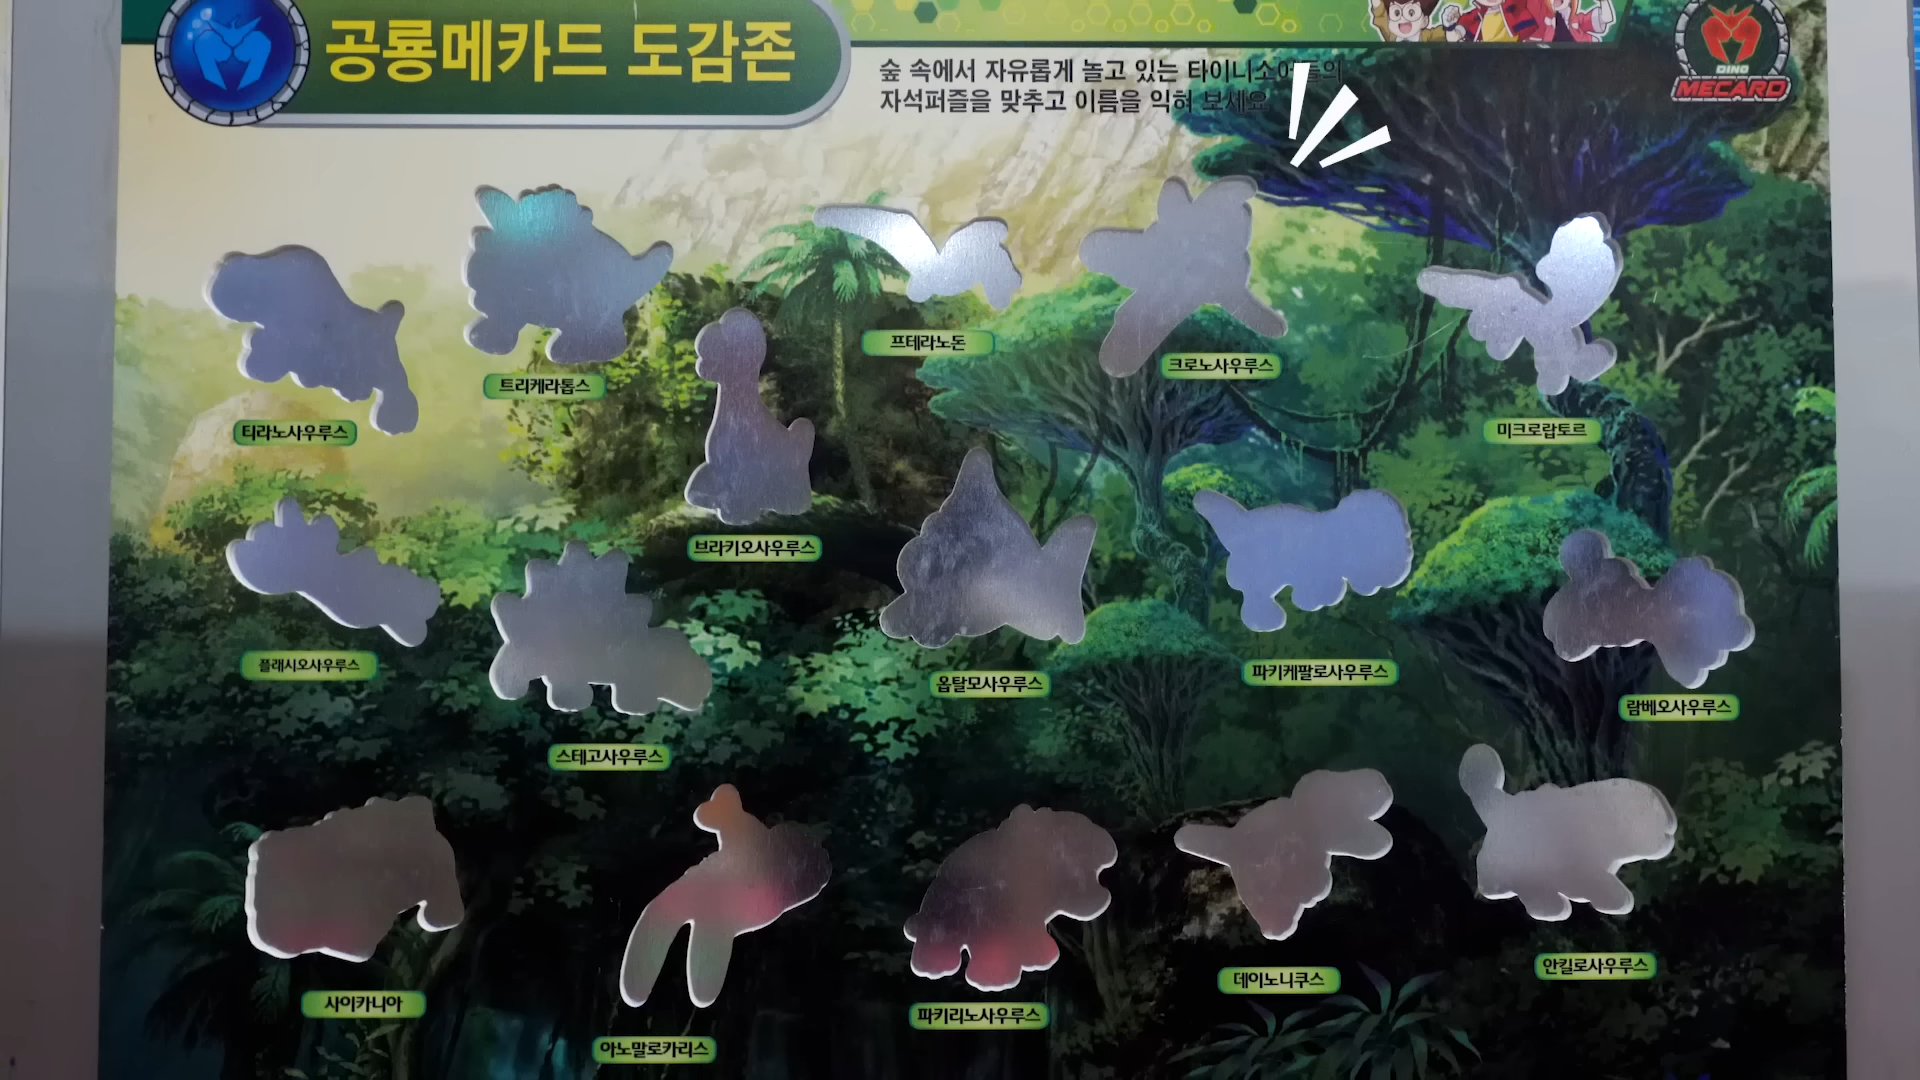 공룡메카드 도감존
숲 속에서 자유롭게 놀고 있는 타이니소어들의
자석퍼즐을 맞추고 이름을 익혀 보세요
DINO
MECARD
프테라노돈
크로노사우루스
트리케라톱스
티라노사우루스
미크로랍토르
브라키오사우루스
플래시오사우루스
옵탈모사우루스
파키케팔로사우루스
람베오사우루스
스테고사우루스
사이카니아
아노말로카리스
파키리노사우루스
데이노니쿠스
안킬로사우루스